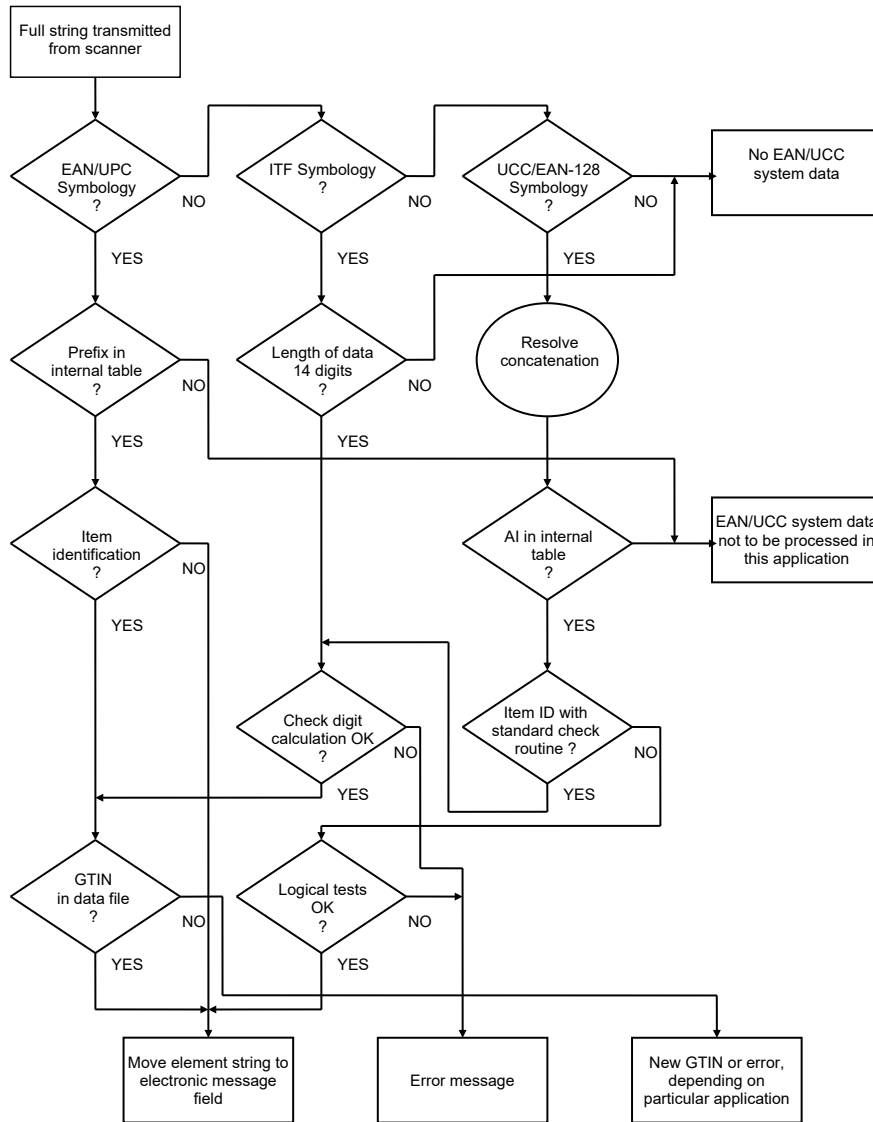 Full string transmitted
from scanner
EAN/UPC
Symbology
?
NO
YES
ITF Symbology
?
NO
YES
UCC/EAN-128
Symbology
?
NO
YES
No EAN/UCC
system data
Prefix in
internal table
?
NO
YES
Length of data
14 digits
?
NO
YES
Resolve
concatenation
Item
identification
?
NO
YES
AI in internal
table
?
YES
EAN/UCC system data
not to be processed in
this application
Check digit
calculation OK
?
NO
YES
Item ID with
standard check
routine ?
NO
YES
GTIN
in data file
?
NO
YES
Logical tests
OK
?
NO
YES
Move element string to
electronic message
field
Error message
New GTIN or error,
depending on
particular application